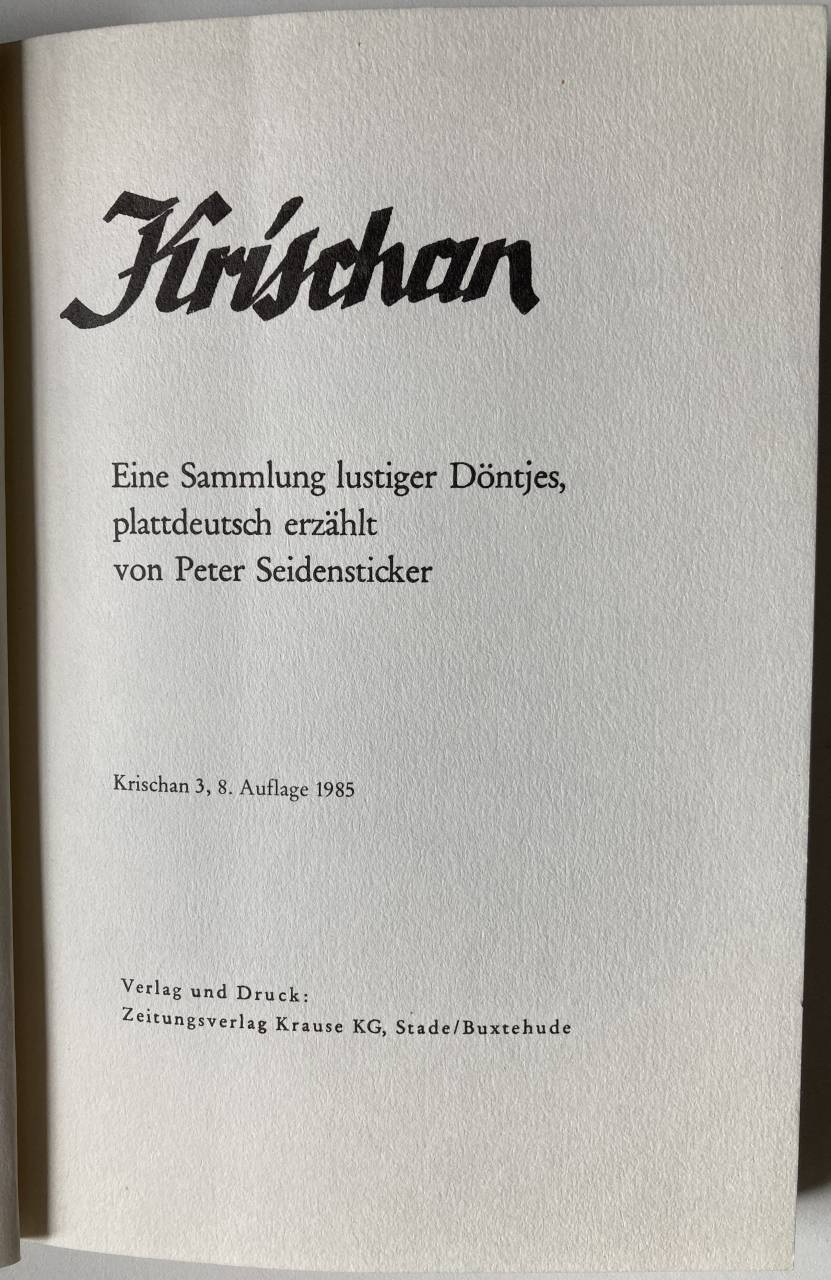 Krischan
Eine Sammlung lustiger Döntjes,
plattdeutsch erzählt
von Peter Seidensticker
Krischan 3, 8. Auflage 1985
Verlag und Druck:
Zeitungsverlag Krause KG, Stade/Buxtehude